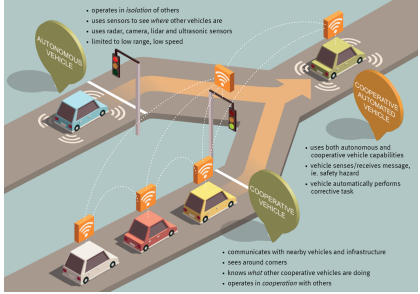 • operates in isolation of others
• uses sensors to see where other vehicles are
• uses radar, camera, lidar and ultrasonic sensors
• limited to low range, low speed
AUTONOMOUS
VEHICLE
COOPERATIVE
AUTOMATED
VEHICLE
• uses both autonomous and
cooperative vehicle capabilities
• vehicle senses/receives message,
ie. safety hazard
• vehicle automatically performs
corrective task
COOPERATIVE
VEHICLE
• communicates with nearby vehicles and infrastructure
• sees around corners
• knows what other cooperative vehicles are doing
• operates in cooperation with others